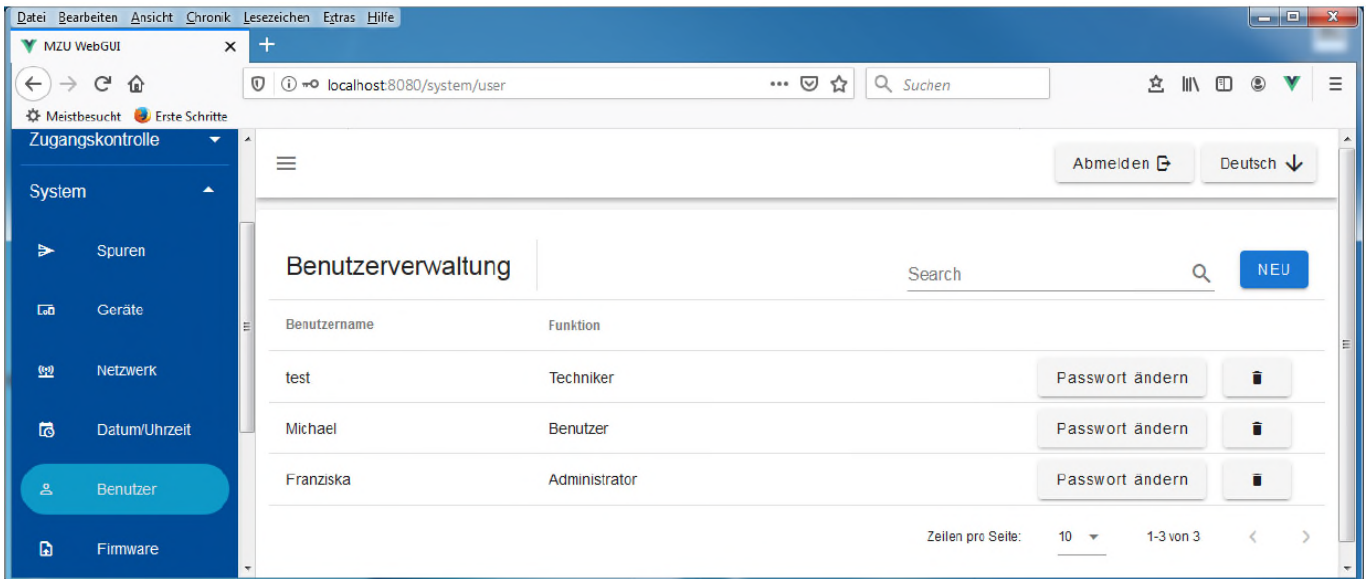 Datei Bearbeiten Ansicht Chronik Lesezeichen Extras Hilfe
MZU WebGUI
localhost:8080/system/user
Suchen
Meistbesucht Erste Schritte
Zugangskontrolle
System
Spuren
Geräte
Netzwerk
Datum/Uhrzeit
Benutzer
Firmware
Abmelden Deutsch
Benutzerverwaltung Search NEU
Benutzername Funktion
test Techniker Passwort ändern
Michael Benutzer Passwort ändern
Franziska Administrator Passwort ändern
Zeilen pro Seite: 10 1-3 von 3